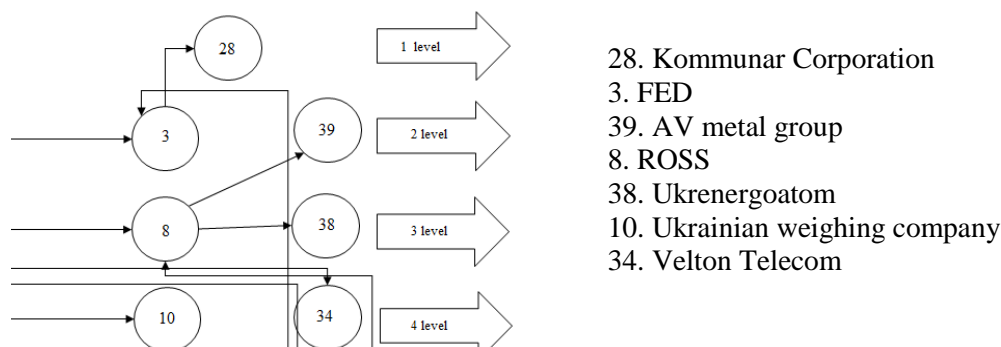 28
1 level
3
39
2 level
8
38
3 level
10
34
4 level
28. Kommunar Corporation
3. FED
39. AV metal group
8. ROSS
38. Ukrenergoatom
10. Ukrainian weighing company
34. Velton Telecom